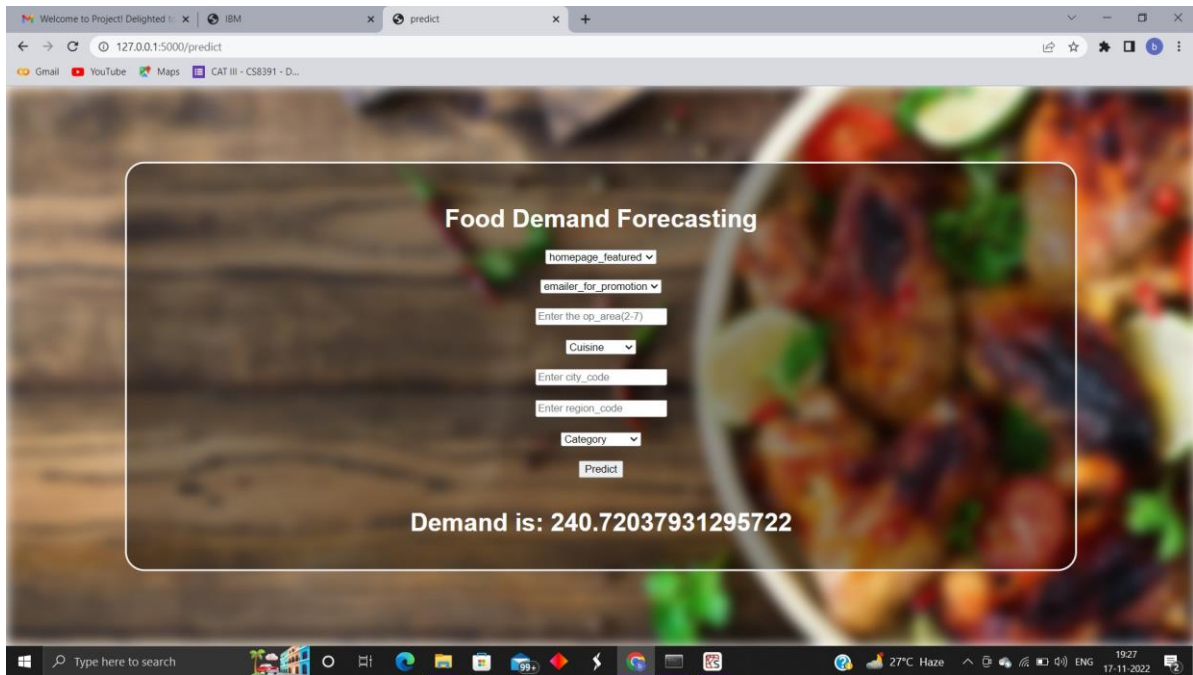 Welcome to Project! Delighted to
IBM
predict
127.0.0.1:5000/predict
b
Gmail
YouTube
Maps
CAT III - CS8391 - D...
Food Demand Forecasting
homepage_featured
emailer_for_promotion
Enter the op_area(2-7)
Cuisine
Enter city_code
Enter region_code
Category
Predict
Demand is: 240.72037931295722
Type here to search
99+
27°C Haze
ENG
19:27
17-11-2022
2